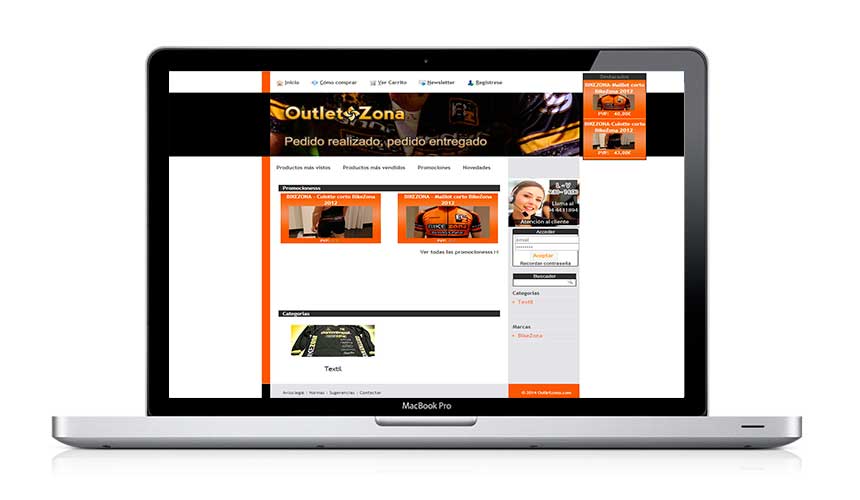 Inicio Cómo comprar Ver Carrito Newsletter Regístrese
Outlet Zona
Pedido realizado, pedido entregado
Destacados
BIKEZONA-Maillot corto
BikeZona 2012
PVP: 40,00€
BIKEZONA-Culotte corto
BikeZona 2012
PVP: 43,00€
Productos más vistos Productos más vendidos Promociones Novedades
Promocionesss
BIKEZONA - Culotte corto BikeZona
2012
PVP:
BIKEZONA - Maillot corto BikeZona
2012
PVP:
Ver todas las promocionesss >>
L - V
Llama al
Atención al cliente
Acceder
email
Aceptar
Recordar contraseña
Buscador
Categorías
Textil
Marcas
BikeZona
Categorías
Textil
Aviso legal | Normas | Sugerencias | Contactar
© 2014 OutletZona.com
MacBook Pro